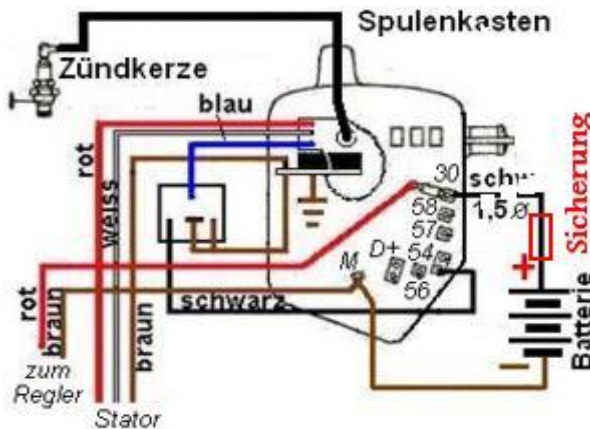 Spulenkasten
Zündkerze
blau
rot
weiss
30
1,5 ø
Sicherung
58
57
D+
54
M
56
+
rot
braun
schwarz
braun
Batterie
zum
Regler
Stator